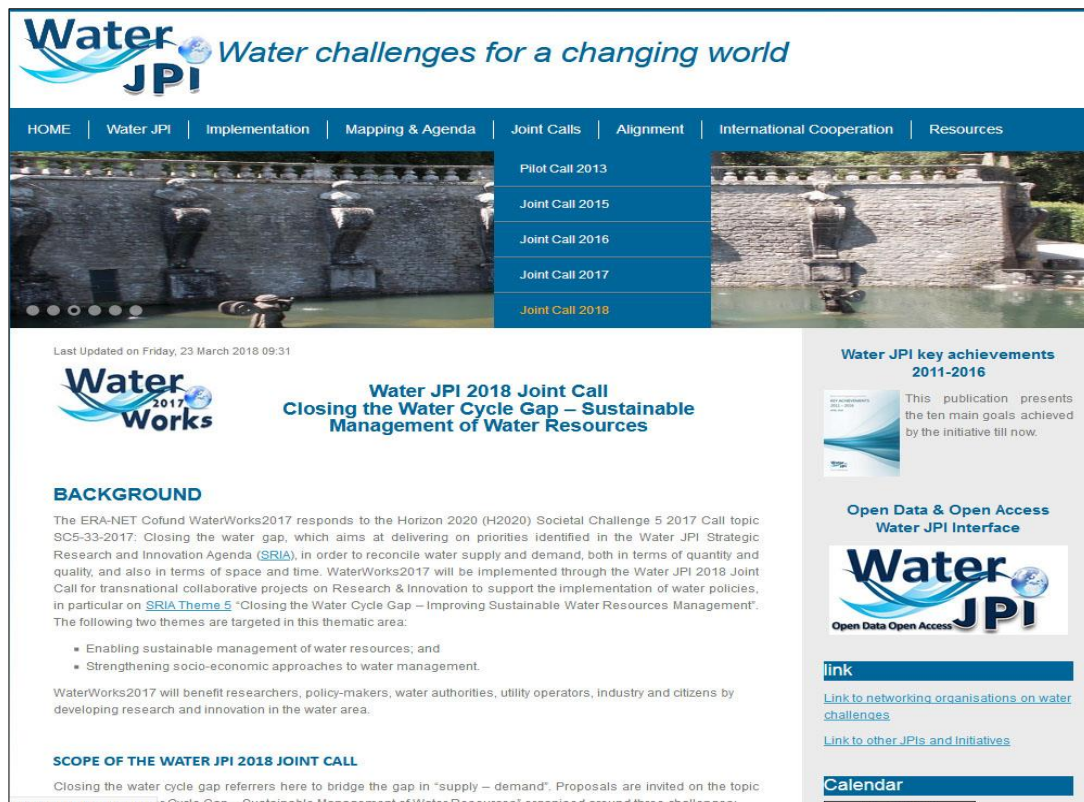 Water JPI
Water challenges for a changing world
HOME | Water JPI | Implementation | Mapping & Agenda | Joint Calls | Alignment | International Cooperation | Resources
Pilot Call 2013
Joint Call 2015
Joint Call 2016
Joint Call 2017
Joint Call 2018
Last Updated on Friday, 23 March 2018 09:31
Water
2017
Works
Water JPI 2018 Joint Call
Closing the Water Cycle Gap – Sustainable
Management of Water Resources
BACKGROUND
The ERA-NET Cofund WaterWorks2017 responds to the Horizon 2020 (H2020) Societal Challenge 5 2017 Call topic
SC5-33-2017: Closing the water gap, which aims at delivering on priorities identified in the Water JPI Strategic
Research and Innovation Agenda (SRIA), in order to reconcile water supply and demand, both in terms of quantity and
quality, and also in terms of space and time. WaterWorks2017 will be implemented through the Water JPI 2018 Joint
Call for transnational collaborative projects on Research & Innovation to support the implementation of water policies,
in particular on SRIA Theme 5 “Closing the Water Cycle Gap – Improving Sustainable Water Resources Management”.
The following two themes are targeted in this thematic area:
Enabling sustainable management of water resources; and
Strengthening socio-economic approaches to water management.
WaterWorks2017 will benefit researchers, policy-makers, water authorities, utility operators, industry and citizens by
developing research and innovation in the water area.
SCOPE OF THE WATER JPI 2018 JOINT CALL
Closing the water cycle gap referrers here to bridge the gap in “supply – demand”. Proposals are invited on the topic
Cycle Gap – Sustainable Management of Water Resources” organised around three challenges:
Water JPI key achievements
2011-2016
KEY ACHIEVEMENTS
This publication presents
the ten main goals achieved
by the initiative till now.
Open Data & Open Access
Water JPI Interface
Water
Open Data Open Access JPI
link
Link to networking organisations on water
challenges
Link to other JPIs and Initiatives
Calendar